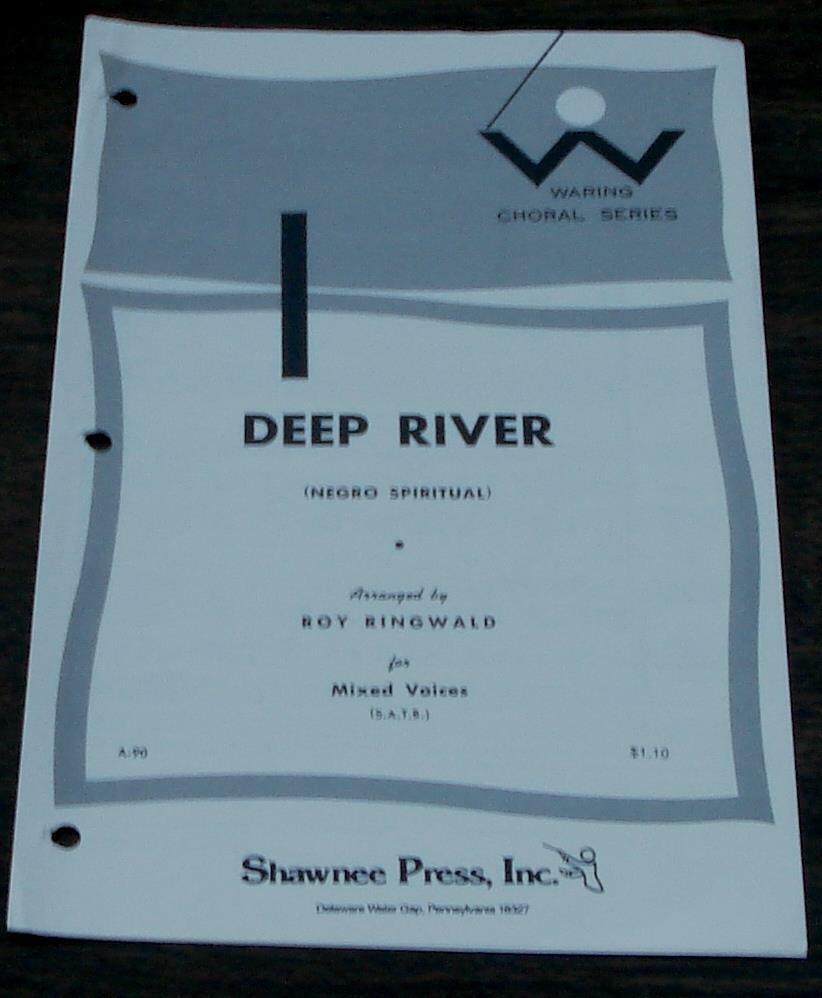 WARING
CHORAL SERIES
DEEP RIVER
(NEGRO SPIRITUAL)
Arranged by
ROY RINGWALD
for
Mixed Voices
(S.A.T.B.)
A-90
$1.10
Shawnee Press, Inc.
Delaware Water Gap, Pennsylvania 18327